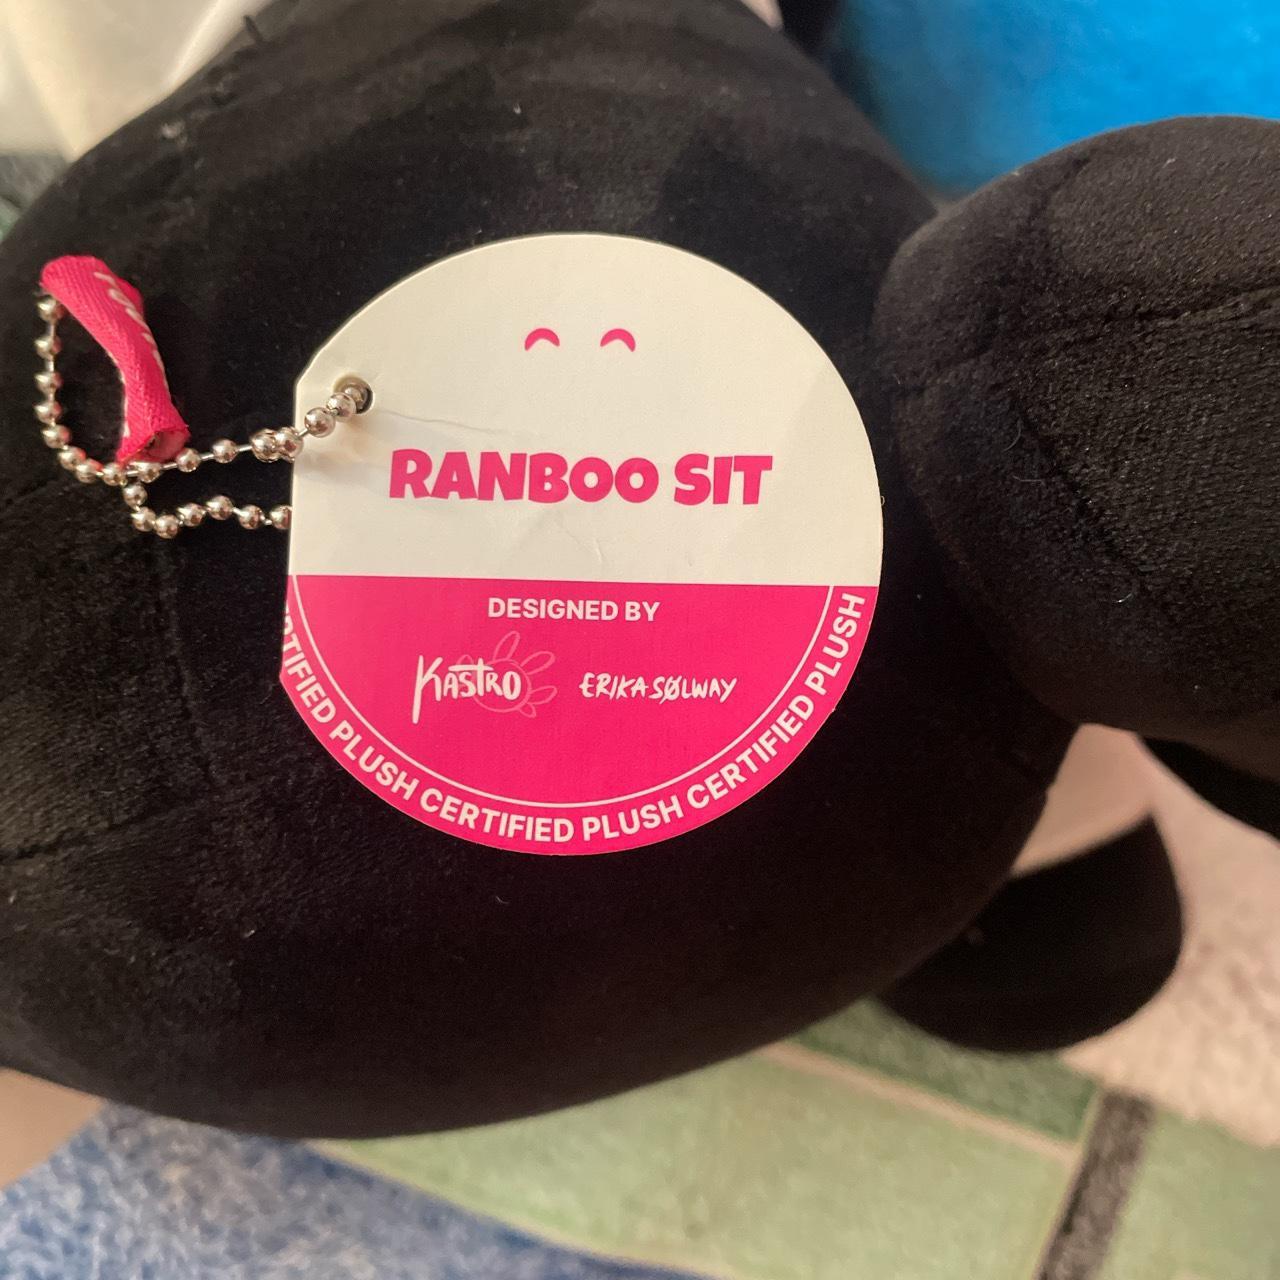 RANBOO SIT
DESIGNED BY
KASTRO
ERIKA SØLWAY
CERTIFIED PLUSH CERTIFIED PLUSH CERTIFIED PLUSH